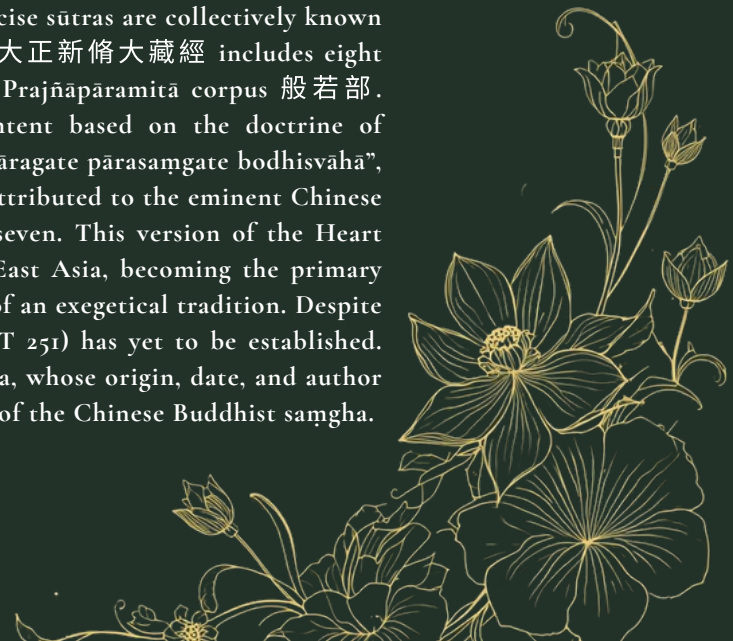 cise sūtras are collectively known
大正新脩大藏經 includes eight
Prajñāpāramitā corpus 般若部.
ntent based on the doctrine of
āragate pārasaṃgate bodhisvāhā”,
ttributed to the eminent Chinese
seven. This version of the Heart
East Asia, becoming the primary
of an exegetical tradition. Despite
T 251) has yet to be established.
a, whose origin, date, and author
of the Chinese Buddhist saṃgha.